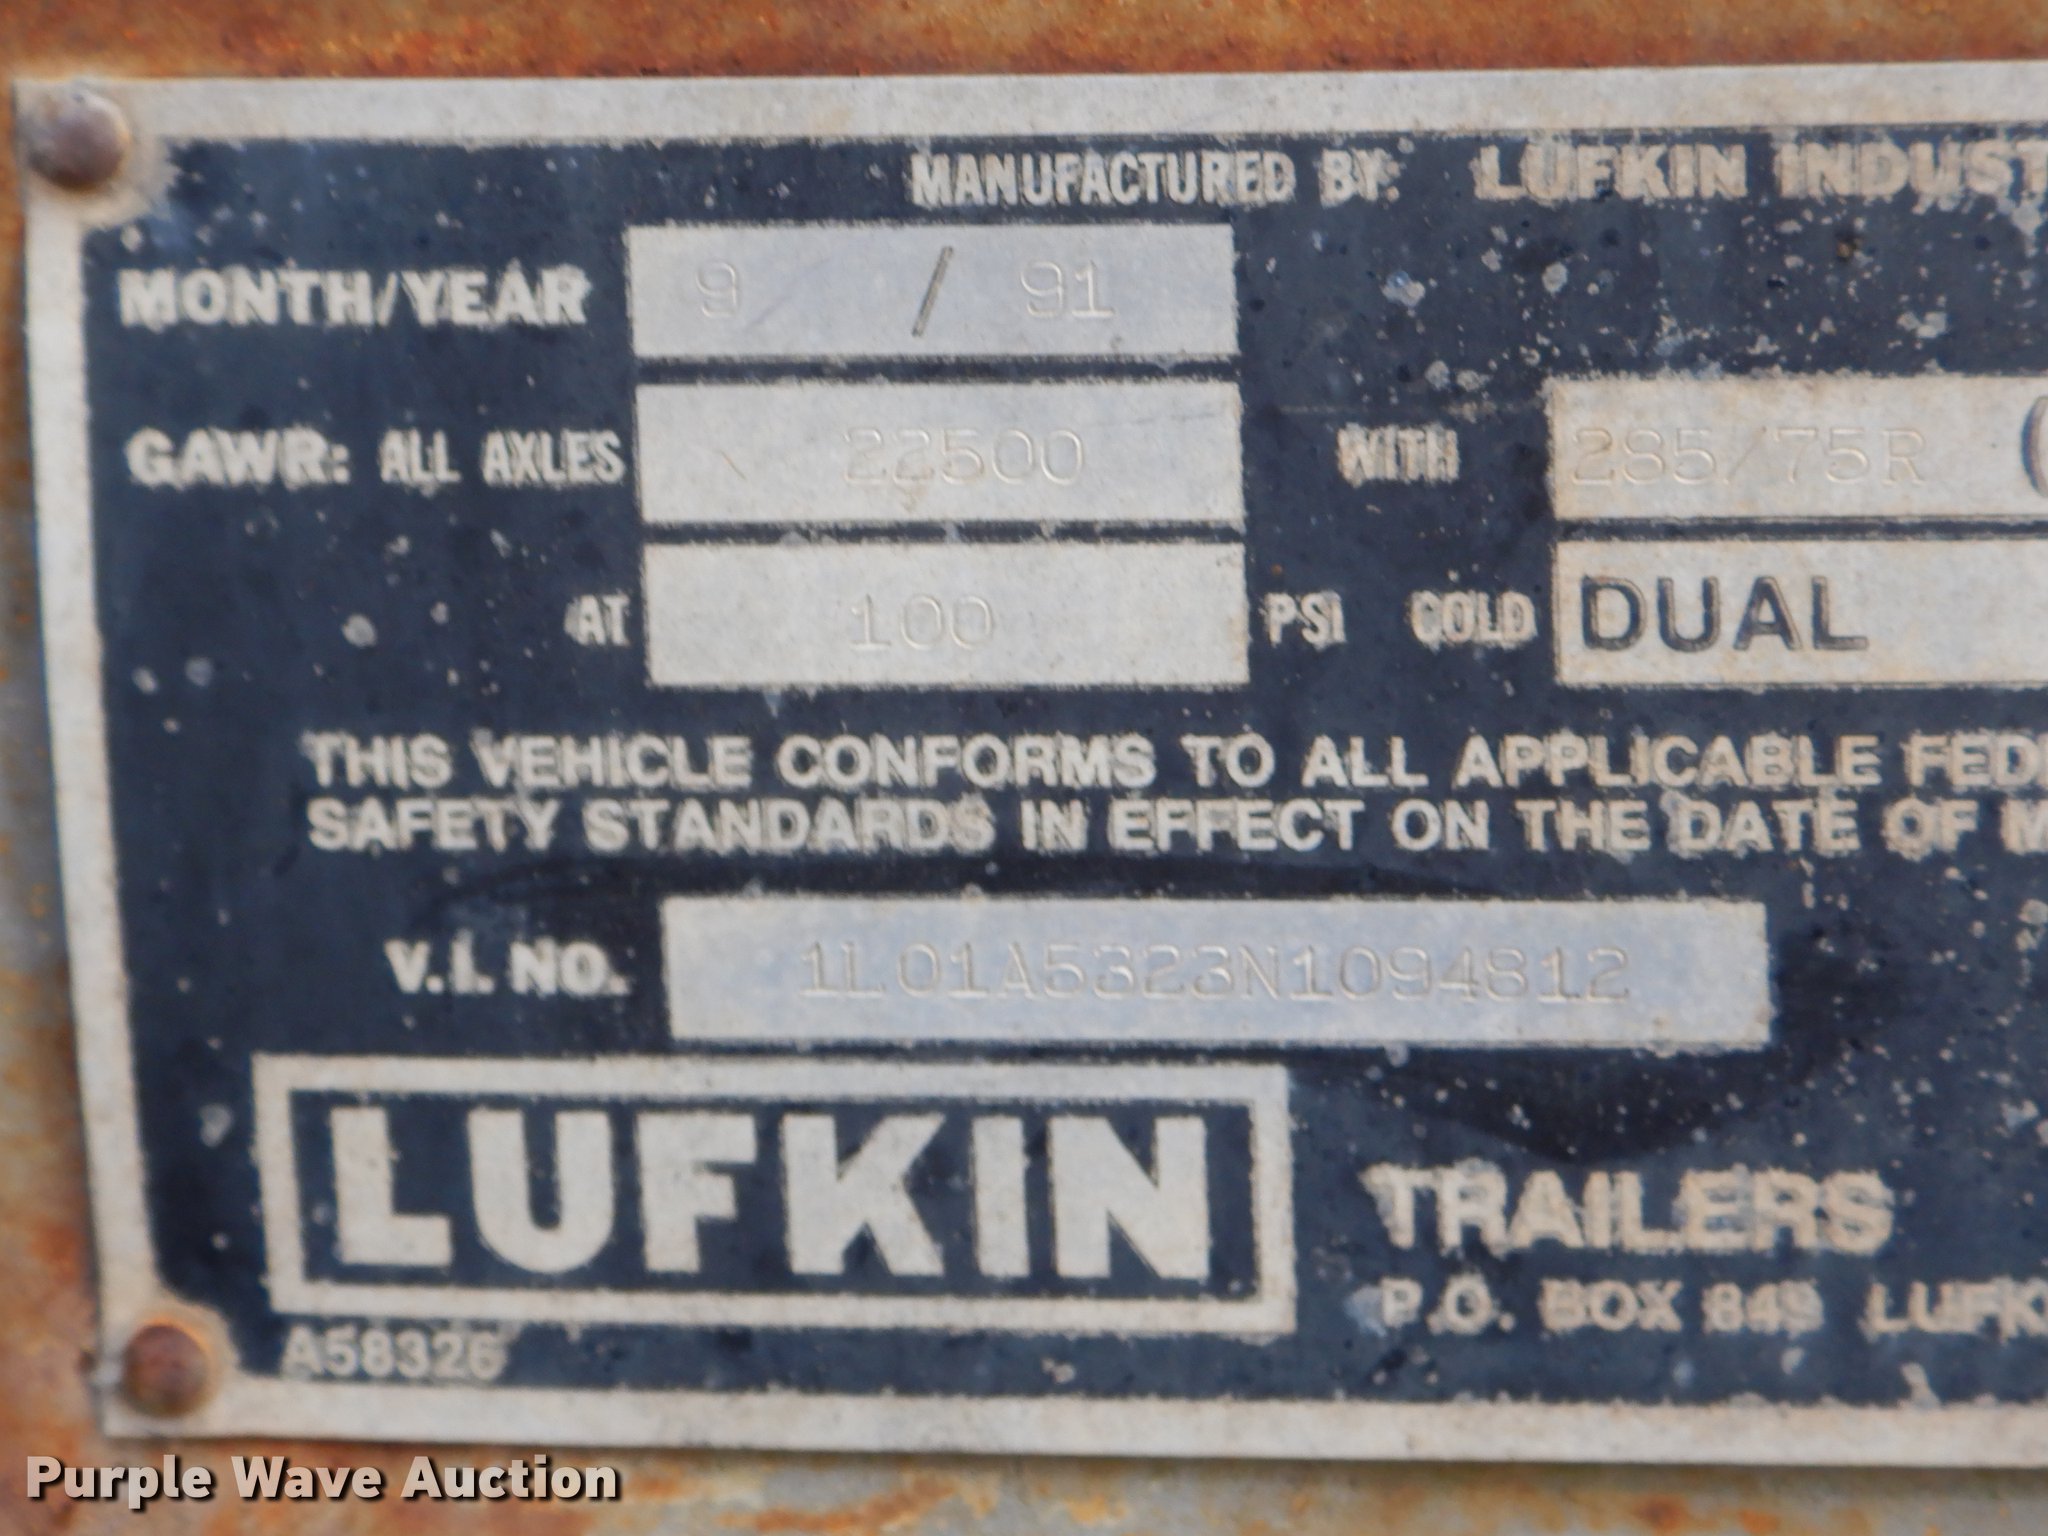 MANUFACTURED BY: LUFKIN INDUST
MONTH/YEAR 9 / 91
GAWR: ALL AXLES 22500 WITH 285/75R (
AT 100 PSI COLD DUAL
THIS VEHICLE CONFORMS TO ALL APPLICABLE FEDE
SAFETY STANDARDS IN EFFECT ON THE DATE OF M
V.I. NO. 1L01A5323N1094812
LUFKIN
TRAILERS
P.O. BOX 849 LUFK
A58326
Purple Wave Auction